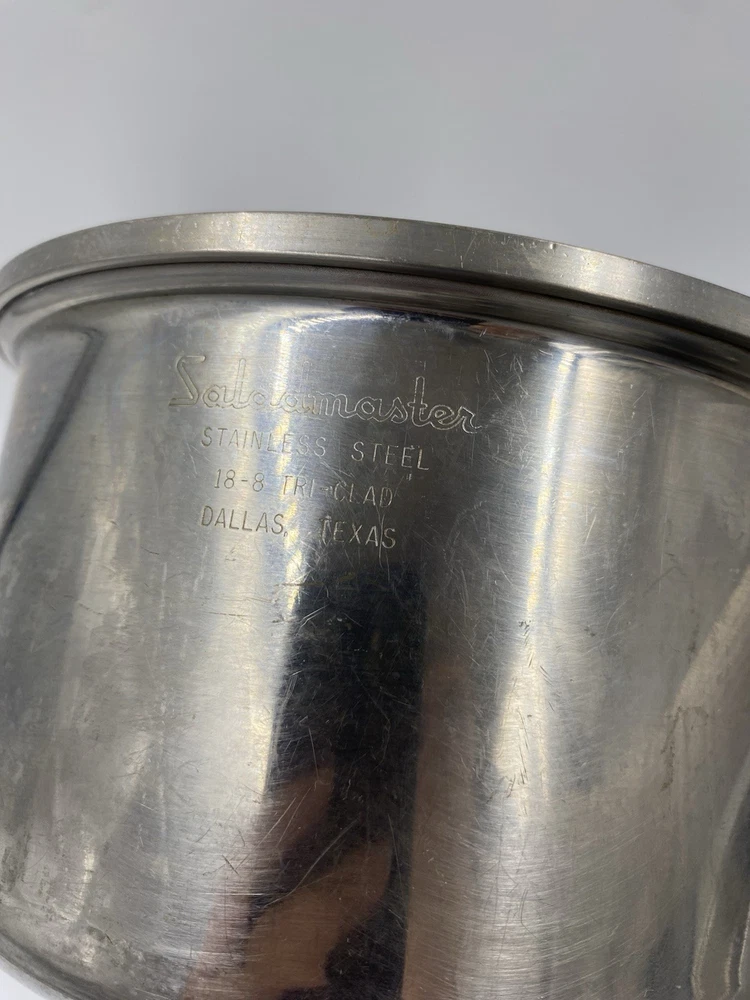 Saladmaster
STAINLESS STEEL
18-8 TRI-CLAD
DALLAS, TEXAS